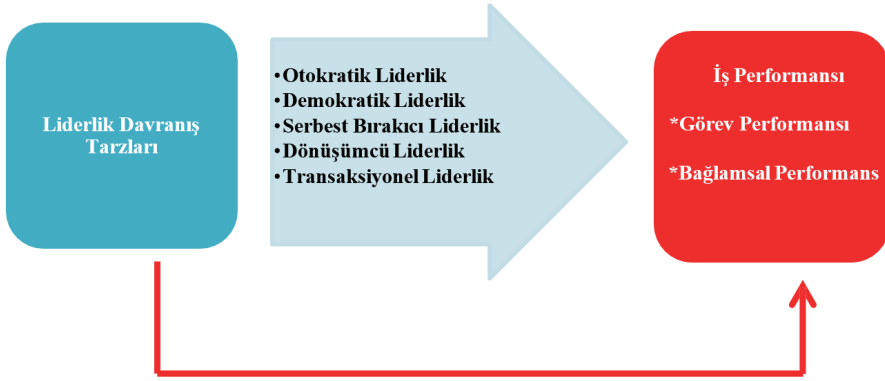 Liderlik Davranış
Tarzları
•Otokratik Liderlik
•Demokratik Liderlik
•Serbest Bırakıcı Liderlik
•Dönüşümcü Liderlik
•Transaksiyonel Liderlik
İş Performansı
*Görev Performansı
*Bağlamsal Performans